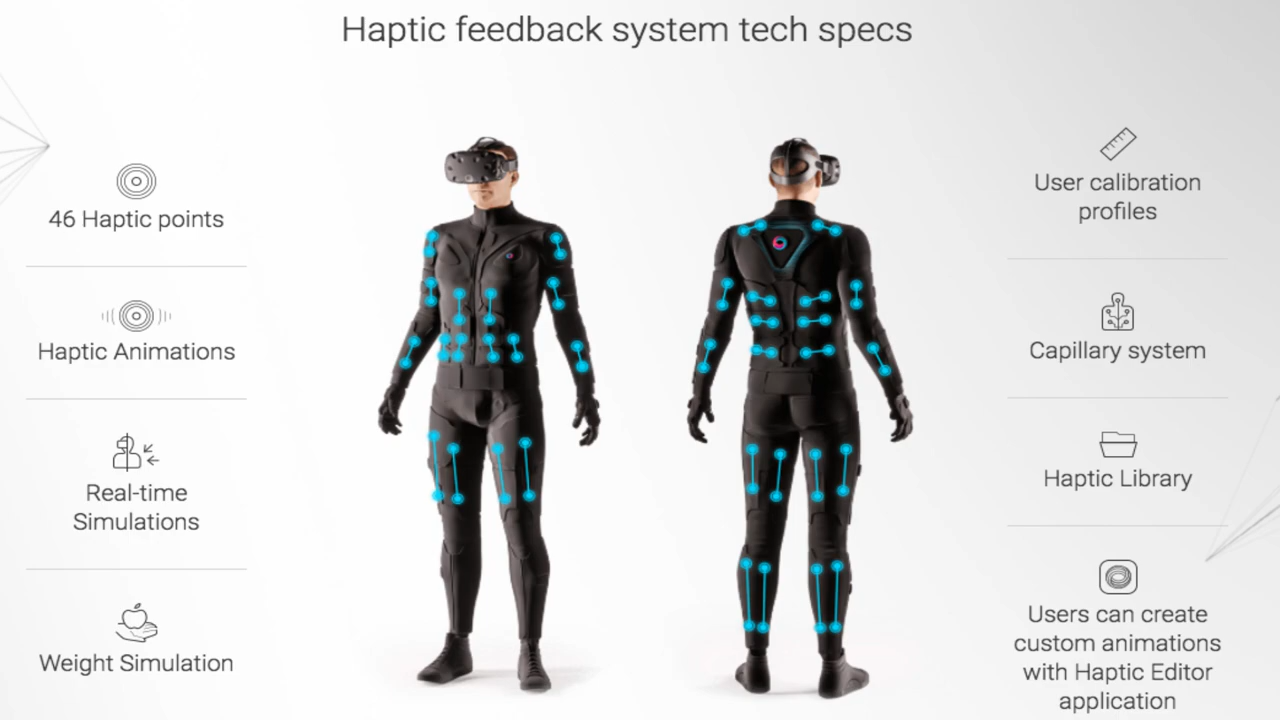 Haptic feedback system tech specs
46 Haptic points
Haptic Animations
Real-time
Simulations
Weight Simulation
User calibration
profiles
Capillary system
Haptic Library
Users can create
custom animations
with Haptic Editor
application